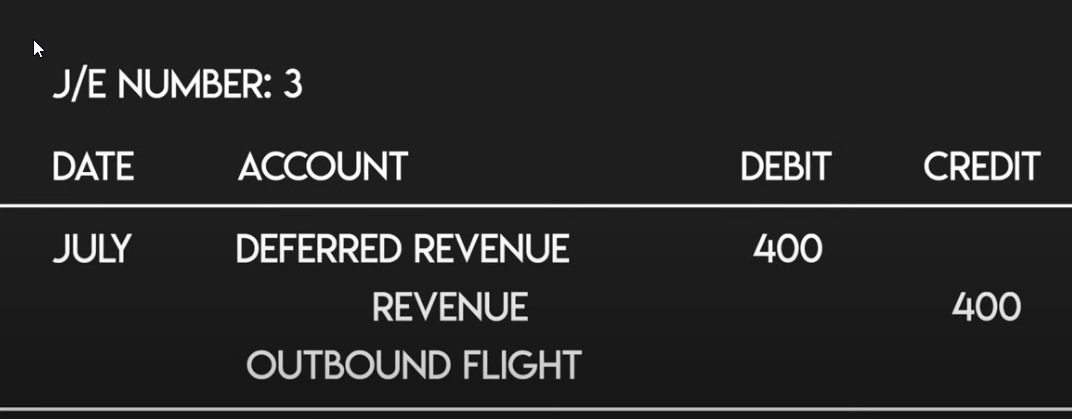 J/E NUMBER: 3
DATE ACCOUNT DEBIT CREDIT
JULY DEFERRED REVENUE 400
REVENUE 400
OUTBOUND FLIGHT